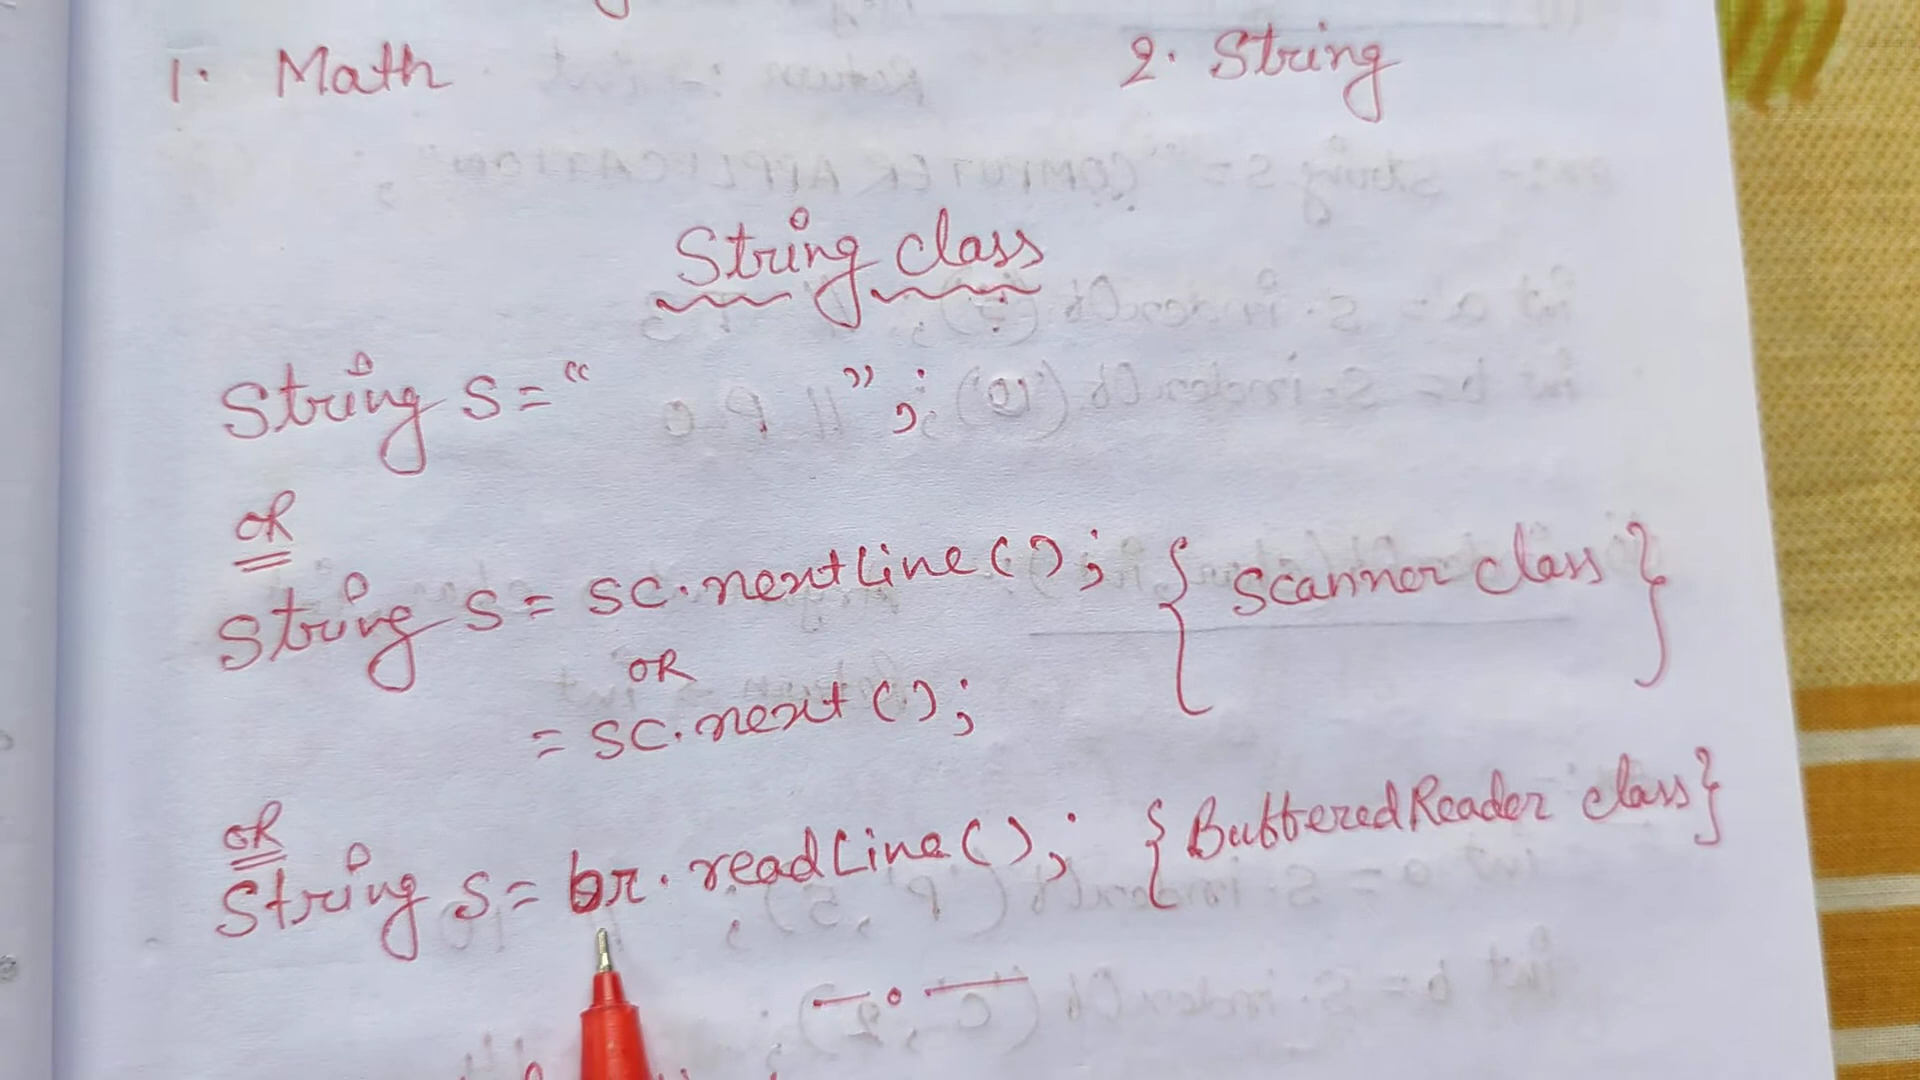 1. Math 2. String
String class
String s = “ ” ;
OR
String s = sc.nextLine(); { Scanner class }
OR
= sc.next();
OR
String s = br.readLine(); { BufferedReader class }